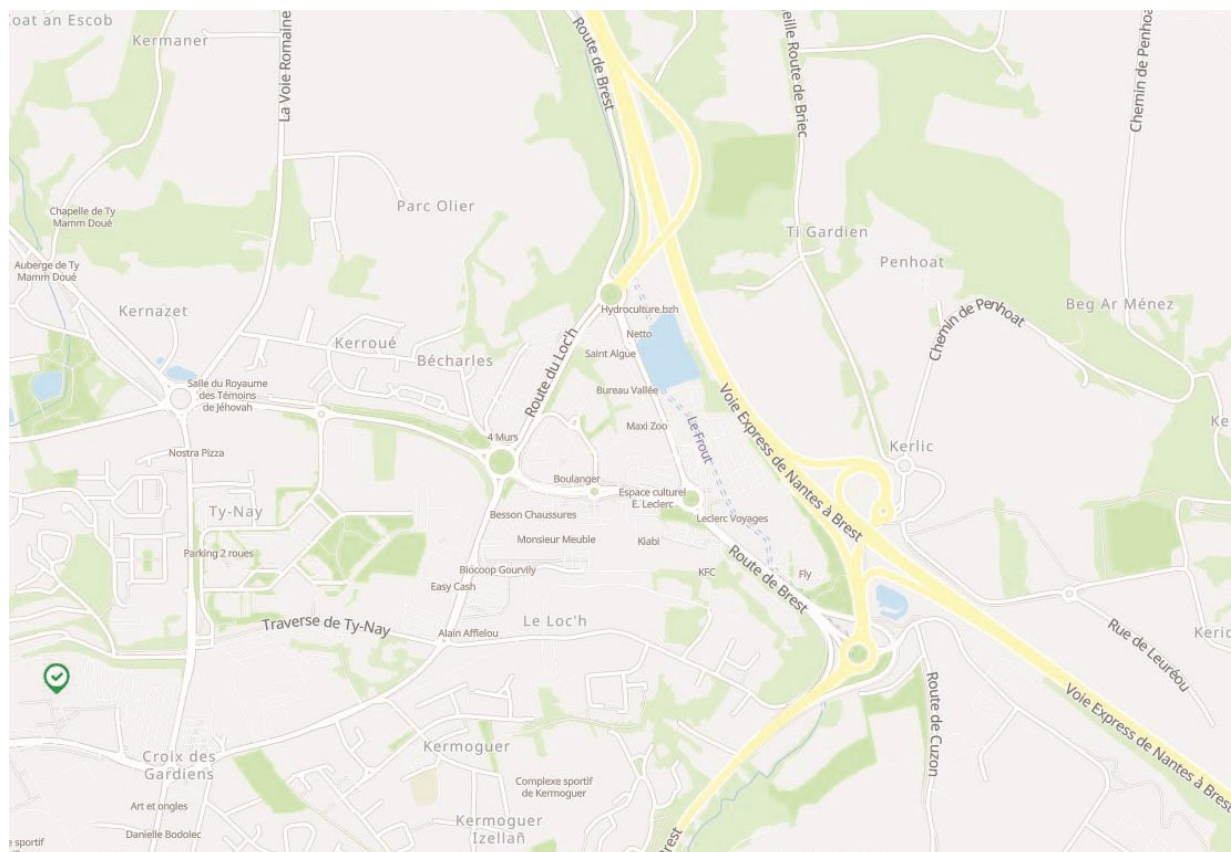 Coat an Escob
Kermaner
La Voie Romaine
Route de Brest
eille Route de Briec
Chemin de Penhoat
Chapelle de Ty
Mamm Doué
Parc Olier
Ti Gardien
Penhoat
Auberge de Ty
Mamm Doué
Kernazet
Hydroculture.bzh
Beg Ar Ménez
Chemin de Penhoat
Netto
Kerroué
Bécharles
Saint Algue
Route du Loc'h
Salle du Royaume
des Témoins
de Jéhovah
Bureau Vallée
Voie Express de Nantes à Brest
Maxi Zoo
Le Frout
Ke
4 Murs
Kerlic
Nostra Pizza
Boulanger
Espace culturel
E. Leclerc
Ty-Nay
Besson Chaussures
Leclerc Voyages
Parking 2 roues
Monsieur Meuble
Kiabi
Biocoop Gourvily
KFC
Fly
Route de Brest
Easy Cash
Traverse de Ty-Nay
Alain Afflelou
Le Loc'h
Rue de Leuréou
Keric
Route de Cuzon
Voie Express de Nantes à Brest
Croix des
Gardiens
Kermoguer
Complexe sportif
de Kermoguer
Art et ongles
Danielle Bodolec
Kermoguer
Izellañ
Brest
e sportif